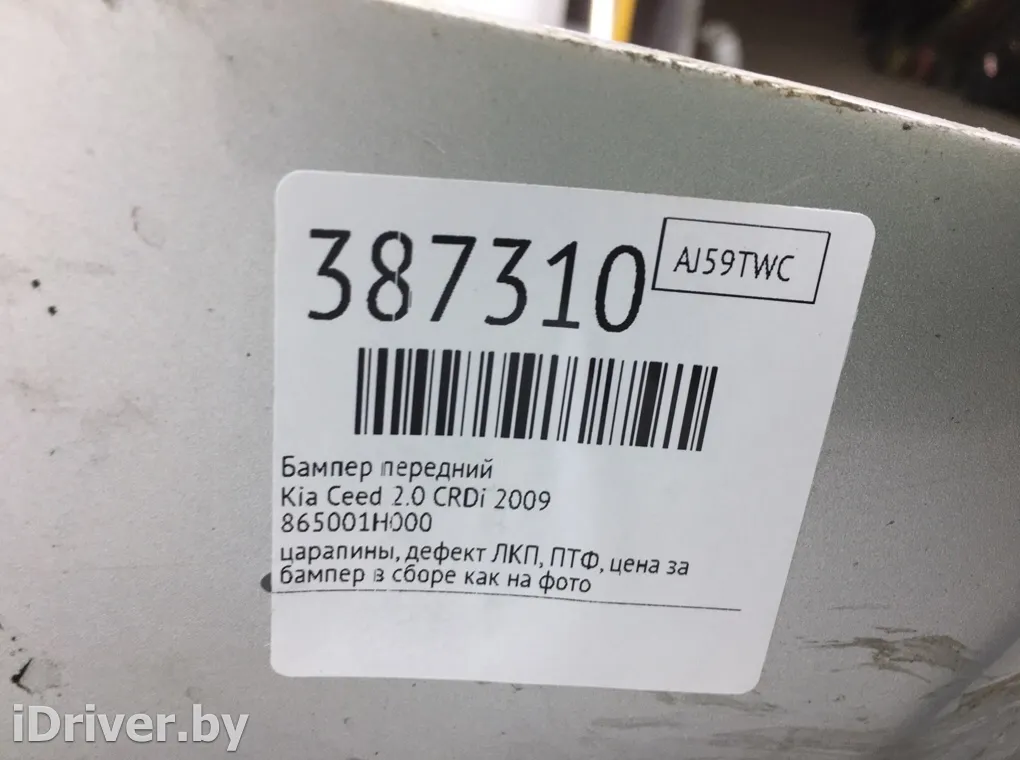 387310
AJ59TWC
Бампер передний
Kia Ceed 2.0 CRDi 2009
865001H000
царапины, дефект ЛКП, ПТФ, цена за
бампер в сборе как на фото
iDriver.by